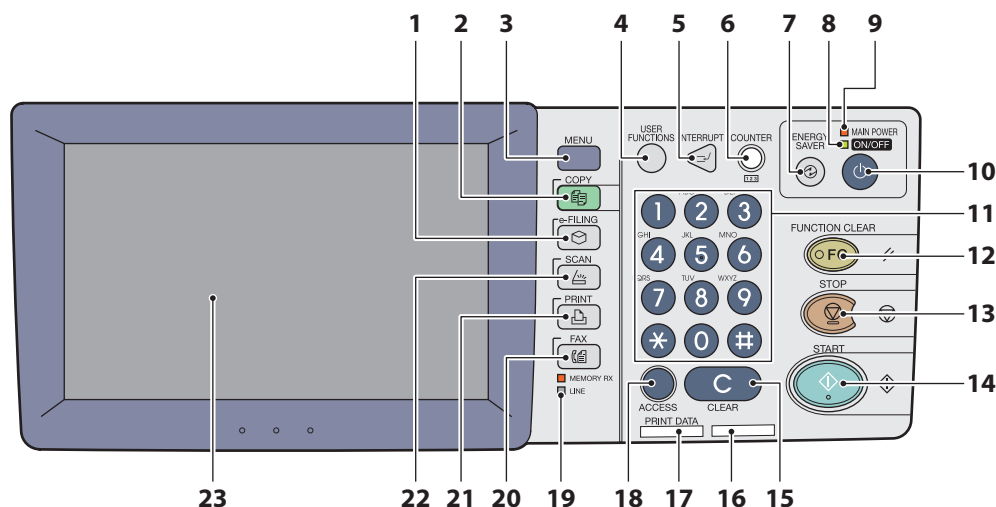 1 2 3 4 5 6 7 8 9
MENU
COPY
e-FILING
SCAN
PRINT
FAX
MEMORY RX
LINE
USER FUNCTIONS
INTERRUPT
COUNTER
123
ENERGY SAVER
MAIN POWER
ON/OFF
10
1 2 3
11
FUNCTION CLEAR
GHI JKL MNO
4 5 6
FC
12
STOP
QRS TUV WXYZ
7 8 9
13
* 0 #
START
14
C
ACCESS
CLEAR
PRINT DATA
23 22 21 20 19 18 17 16 15